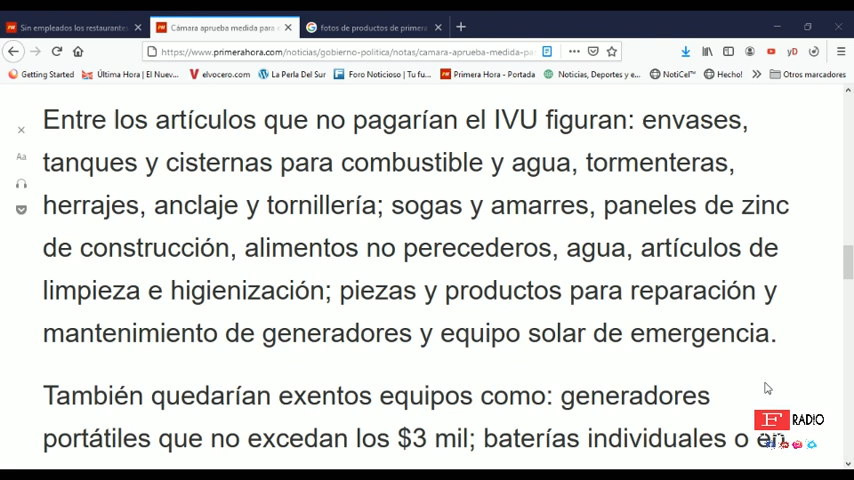 Sin empleados los restaurantes
Cámara aprueba medida para e
fotos de productos de primera
https://www.primerahora.com/noticias/gobierno-politica/notas/camara-aprueba-medida-pa
Getting Started
Última Hora | El Nuev...
elvocero.com
La Perla Del Sur
Foro Noticioso | Tu fu...
Primera Hora - Portada
Noticias, Deportes y e...
NotiCel™
Hecho!
Otros marcadores
Entre los artículos que no pagarían el IVU figuran: envases,
tanques y cisternas para combustible y agua, tormenteras,
herrajes, anclaje y tornillería; sogas y amarres, paneles de zinc
de construcción, alimentos no perecederos, agua, artículos de
limpieza e higienización; piezas y productos para reparación y
mantenimiento de generadores y equipo solar de emergencia.
También quedarían exentos equipos como: generadores
portátiles que no excedan los $3 mil; baterías individuales o en
Aa
F RADIO